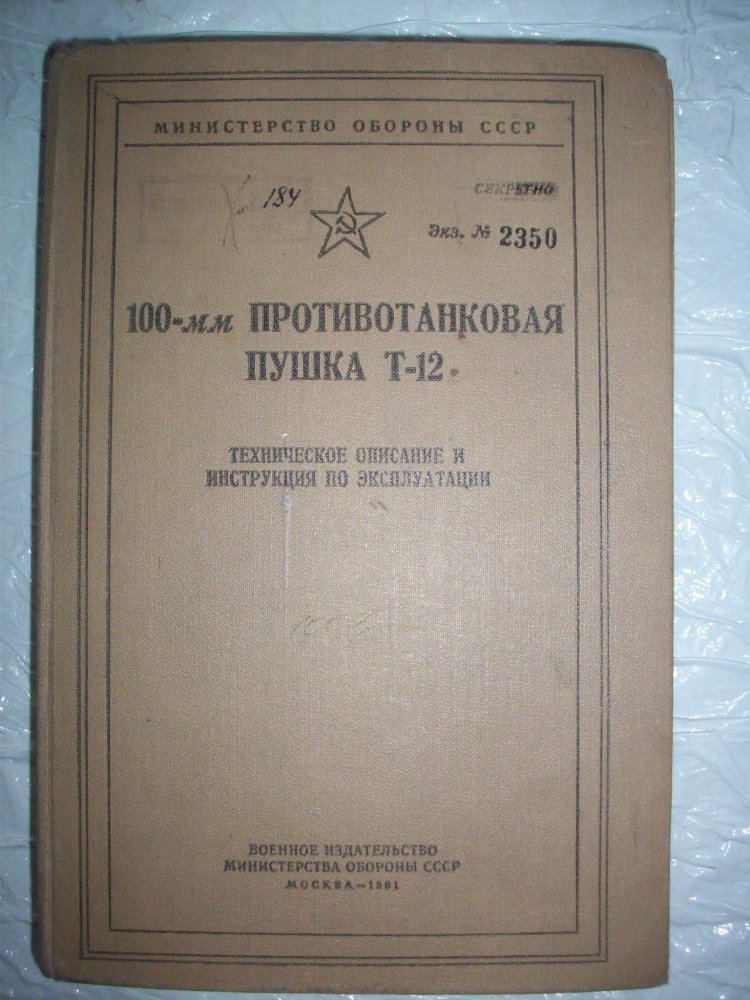 МИНИСТЕРСТВО ОБОРОНЫ СССР
184
СЕКРЕТНО
Экз. № 2350
100-мм ПРОТИВОТАНКОВАЯ
ПУШКА Т-12
ТЕХНИЧЕСКОЕ ОПИСАНИЕ И
ИНСТРУКЦИЯ ПО ЭКСПЛУАТАЦИИ
ВОЕННОЕ ИЗДАТЕЛЬСТВО
МИНИСТЕРСТВА ОБОРОНЫ СССР
МОСКВА—1961